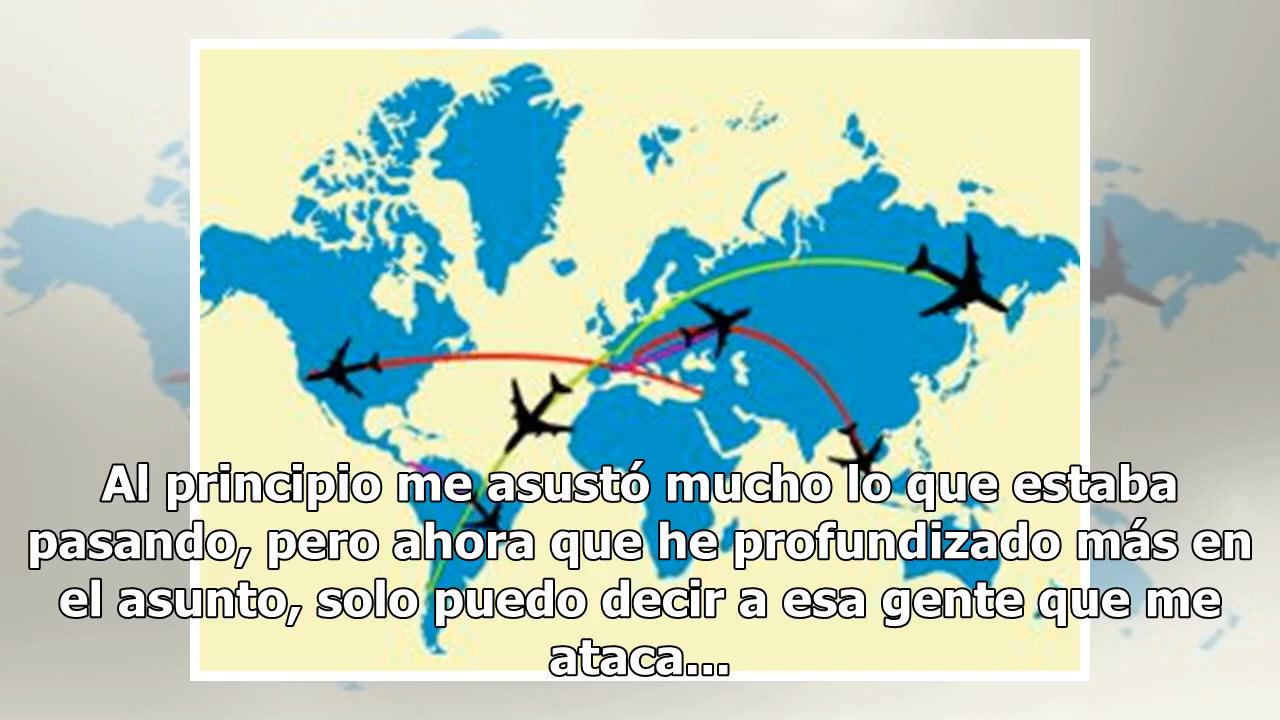 Al principio me asustó mucho lo que estaba
pasando, pero ahora que he profundizado más en
el asunto, solo puedo decir a esa gente que me
ataca...